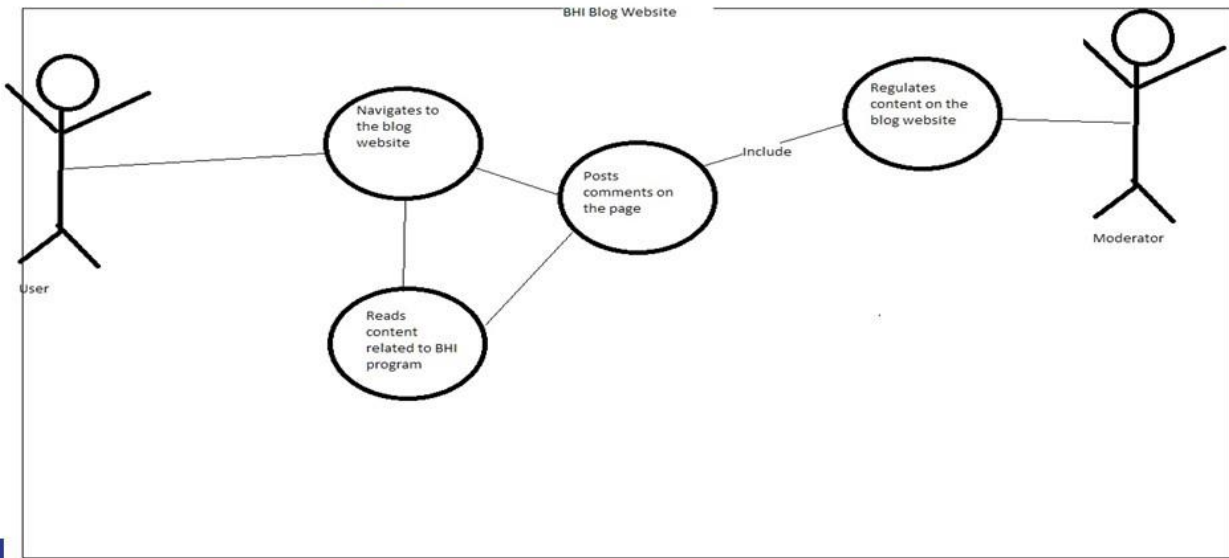 BHI Blog Website
Navigates to
the blog
website
Regulates
content on the
blog website
Include
Posts
comments on
the page
Moderator
User
Reads
content
related to BHI
program